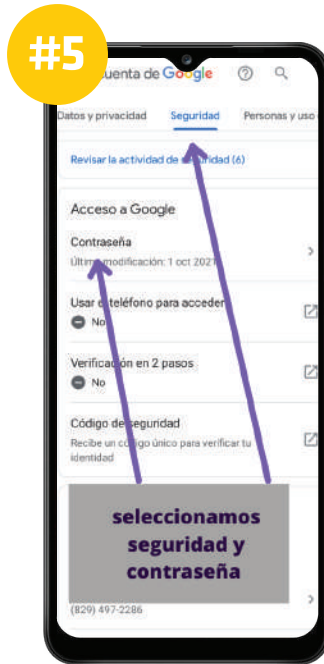 #5
uenta de Google
Datos y privacidad Seguridad Personas y uso
Revisar la actividad de seguridad (6)
Acceso a Google
Contraseña
Última modificación: 1 oct 2021
Usar el teléfono para acceder
No
Verificación en 2 pasos
No
Código de seguridad
Recibe un código único para verificar tu
identidad
seleccionamos
seguridad y
contraseña
(829) 497-2286